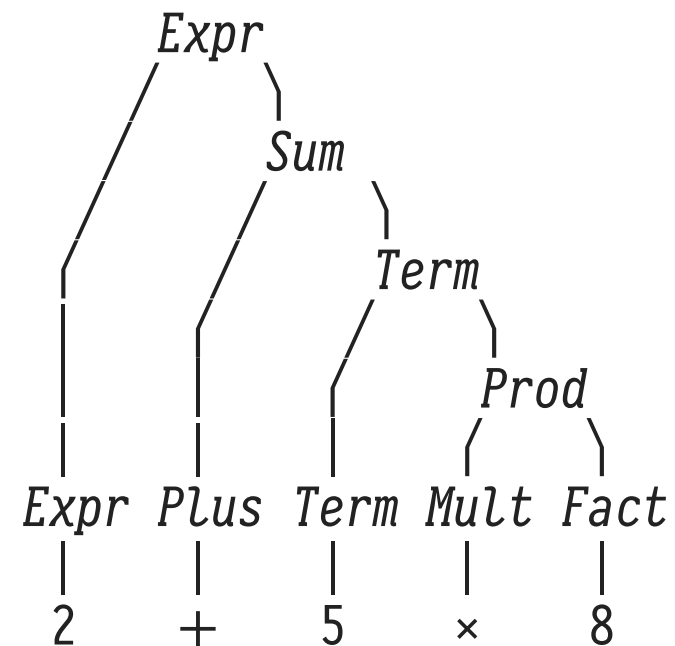 Expr
Sum
Term
Prod
Expr Plus Term Mult Fact
2 + 5 × 8